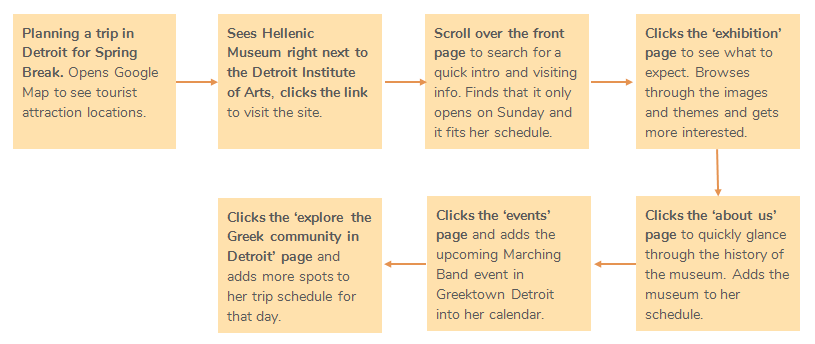 Planning a trip in
Detroit for Spring
Break. Opens Google
Map to see tourist
attraction locations.
Sees Hellenic
Museum right next to
the Detroit Institute
of Arts, clicks the link
to visit the site.
Scroll over the front
page to search for a
quick intro and visiting
info. Finds that it only
opens on Sunday and
it fits her schedule.
Clicks the ‘exhibition’
page to see what to
expect. Browses
through the images
and themes and gets
more interested.
Clicks the ‘about us’
page to quickly glance
through the history of
the museum. Adds the
museum to her
schedule.
Clicks the ‘events’
page and adds the
upcoming Marching
Band event in
Greektown Detroit
into her calendar.
Clicks the ‘explore the
Greek community in
Detroit’ page and
adds more spots to
her trip schedule for
that day.